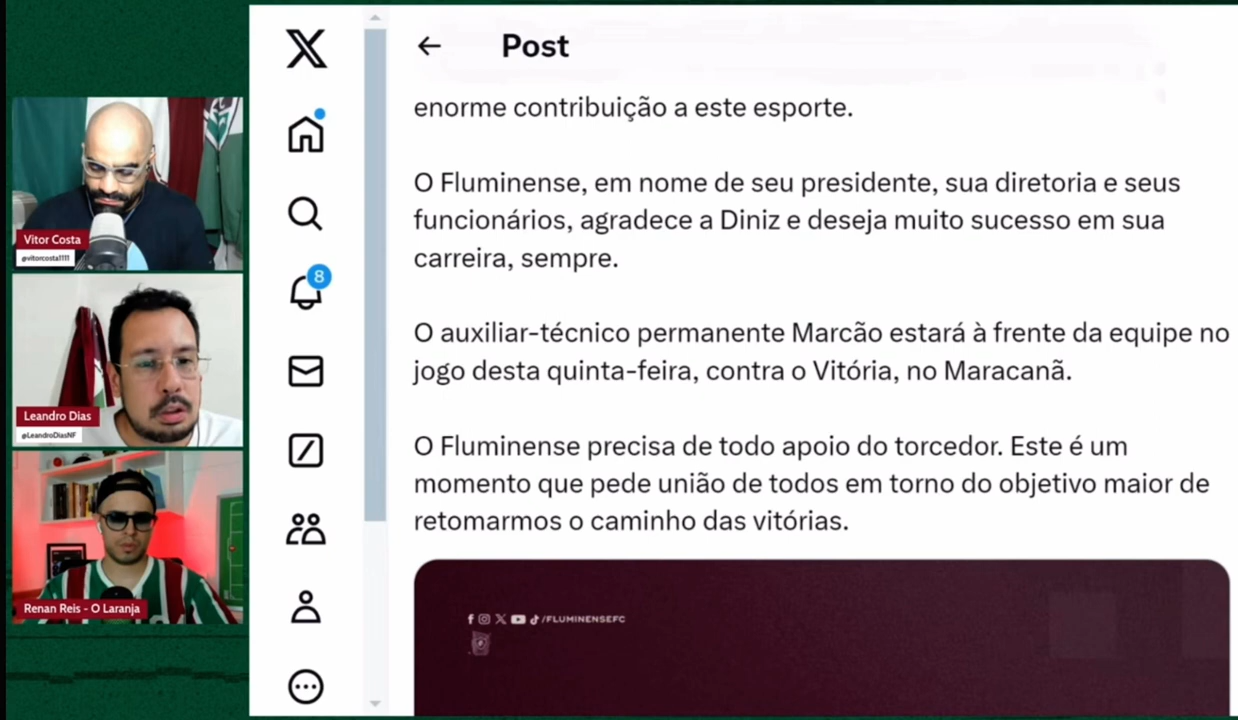 Post
enorme contribuição a este esporte.
O Fluminense, em nome de seu presidente, sua diretoria e seus
funcionários, agradece a Diniz e deseja muito sucesso em sua
carreira, sempre.
O auxiliar-técnico permanente Marcão estará à frente da equipe no
jogo desta quinta-feira, contra o Vitória, no Maracanã.
O Fluminense precisa de todo apoio do torcedor. Este é um
momento que pede união de todos em torno do objetivo maior de
retomarmos o caminho das vitórias.
/FLUMINENSEFC
8
Vitor Costa
@vitorcosta1111
Leandro Dias
@LeandroDiasNF
Renan Reis - O Laranja